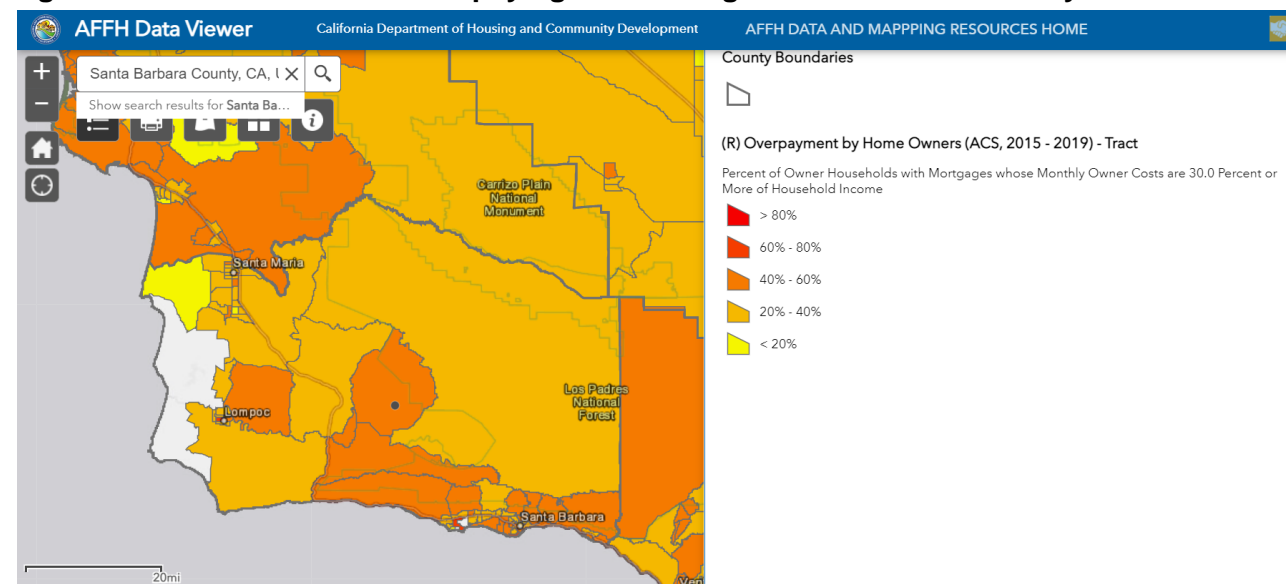 AFFH Data Viewer
California Department of Housing and Community Development
AFFH DATA AND MAPPPING RESOURCES HOME
+
−
Santa Barbara County, CA, U
Show search results for Santa Ba...
Carrizo Plain
National
Monument
Santa Maria
Los Padres
National
Forest
Lompoc
Santa Barbara
Ven
20mi
County Boundaries
(R) Overpayment by Home Owners (ACS, 2015 - 2019) - Tract
Percent of Owner Households with Mortgages whose Monthly Owner Costs are 30.0 Percent or
More of Household Income
> 80%
60% - 80%
40% - 60%
20% - 40%
< 20%